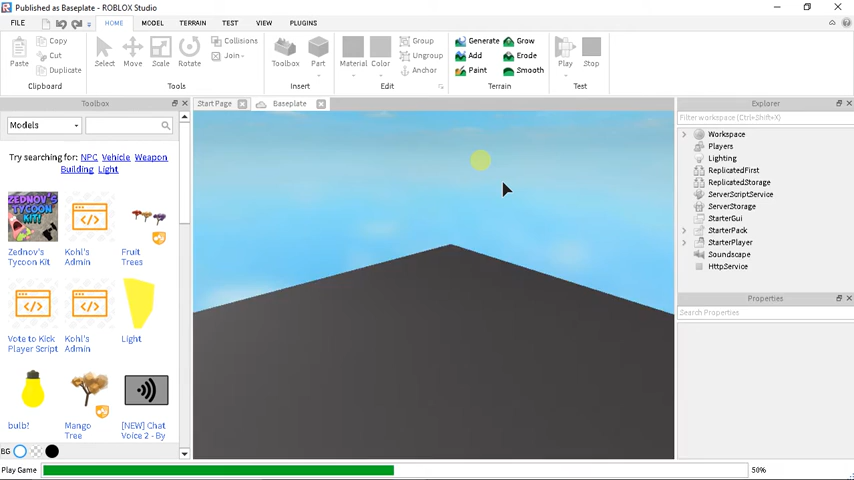 Published as Baseplate - ROBLOX Studio
FILE HOME MODEL TERRAIN TEST VIEW PLUGINS
Paste
Copy
Cut
Duplicate
Clipboard
Select
Move
Scale
Rotate
Collisions
Join
Tools
Toolbox
Part
Insert
Material
Color
Group
Ungroup
Anchor
Edit
Generate
Add
Paint
Grow
Erode
Smooth
Terrain
Play
Stop
Test
Toolbox
Models
Try searching for: NPC Vehicle Weapon
Building Light
ZEDNOV'S
TYCOON
KIT!
Zednov's
Tycoon Kit
Kohl's
Admin
Fruit
Trees
Vote to Kick
Player Script
Kohl's
Admin
Light
bulb!
Mango
Tree
[NEW] Chat
Voice 2 - By
BG
Start Page
Baseplate
Explorer
Filter workspace (Ctrl+Shift+X)
Workspace
Players
Lighting
ReplicatedFirst
ReplicatedStorage
ServerScriptService
ServerStorage
StarterGui
StarterPack
StarterPlayer
Soundscape
HttpService
Properties
Search Properties
Play Game
50%